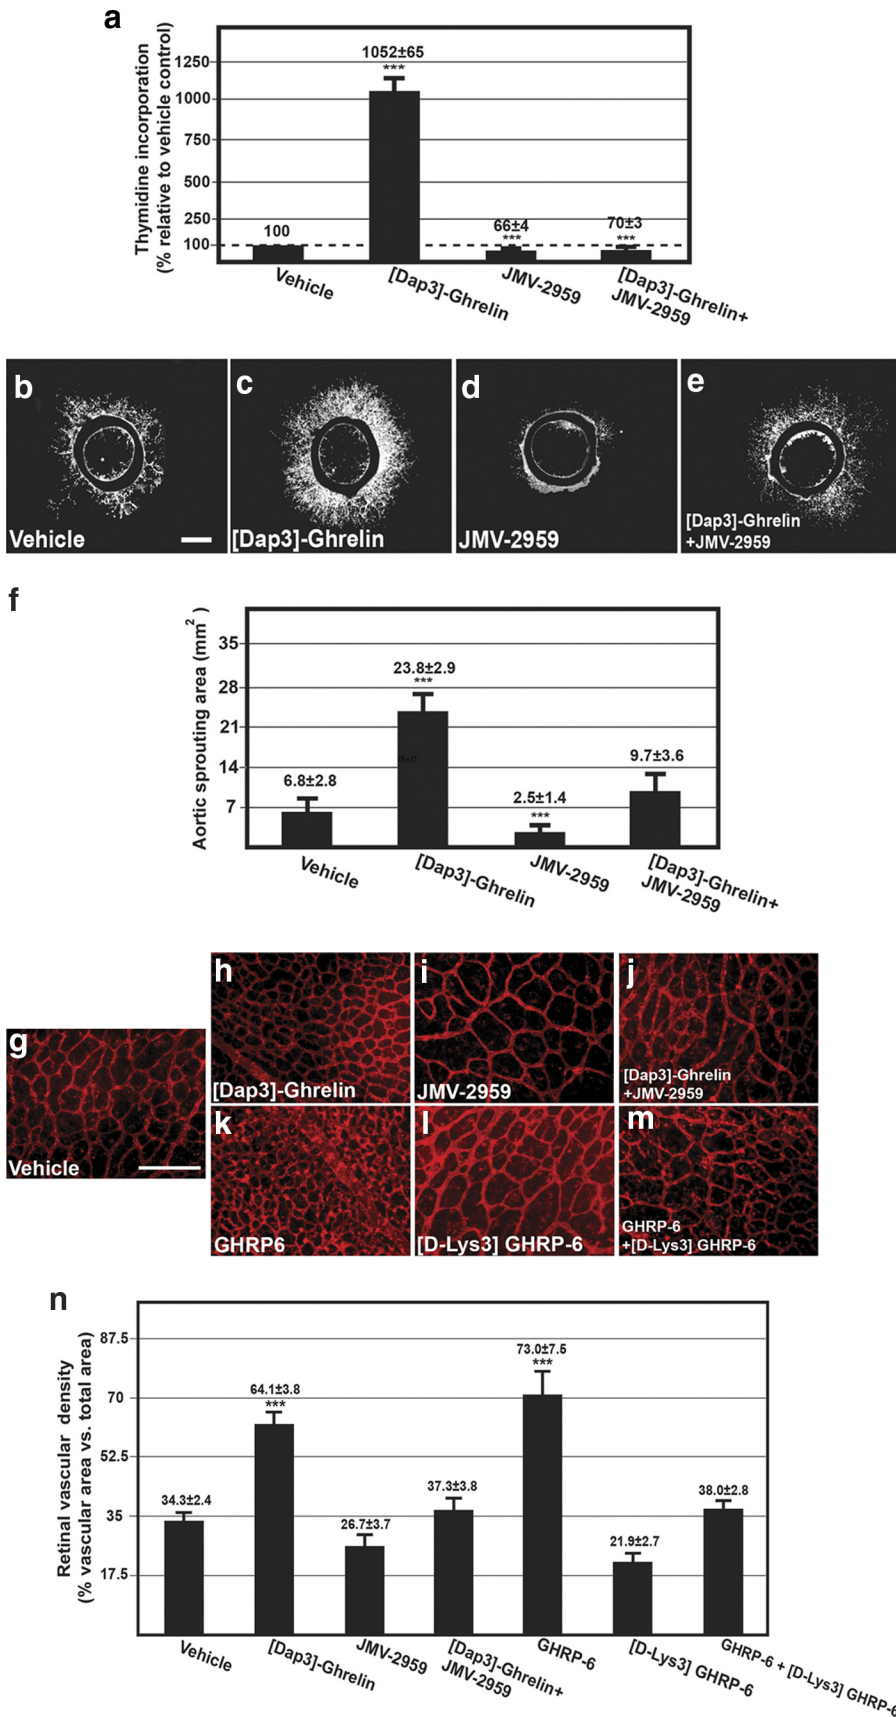 a
Thymidine incorporation
(% relative to vehicle control)
1250
1000
750
500
250
100
100
1052±65
***
66±4
***
70±3
***
Vehicle
[Dap3]-Ghrelin
JMV-2959
[Dap3]-Ghrelin+
JMV-2959
b
Vehicle
c
[Dap3]-Ghrelin
d
JMV-2959
e
[Dap3]-Ghrelin
+JMV-2959
f
Aortic sprouting area (mm2)
35
28
21
14
7
6.8±2.8
23.8±2.9
***
2.5±1.4
***
9.7±3.6
Vehicle
[Dap3]-Ghrelin
JMV-2959
[Dap3]-Ghrelin+
JMV-2959
g
Vehicle
h
[Dap3]-Ghrelin
i
JMV-2959
j
[Dap3]-Ghrelin
+JMV-2959
k
GHRP6
l
[D-Lys3] GHRP-6
m
GHRP-6
+[D-Lys3] GHRP-6
n
Retinal vascular density
(% vascular area vs. total area)
87.5
70
52.5
35
17.5
34.3±2.4
64.1±3.8
***
26.7±3.7
37.3±3.8
73.0±7.5
***
21.9±2.7
38.0±2.8
Vehicle
[Dap3]-Ghrelin
JMV-2959
[Dap3]-Ghrelin+
JMV-2959
GHRP-6
[D-Lys3] GHRP-6
GHRP-6 + [D-Lys3] GHRP-6